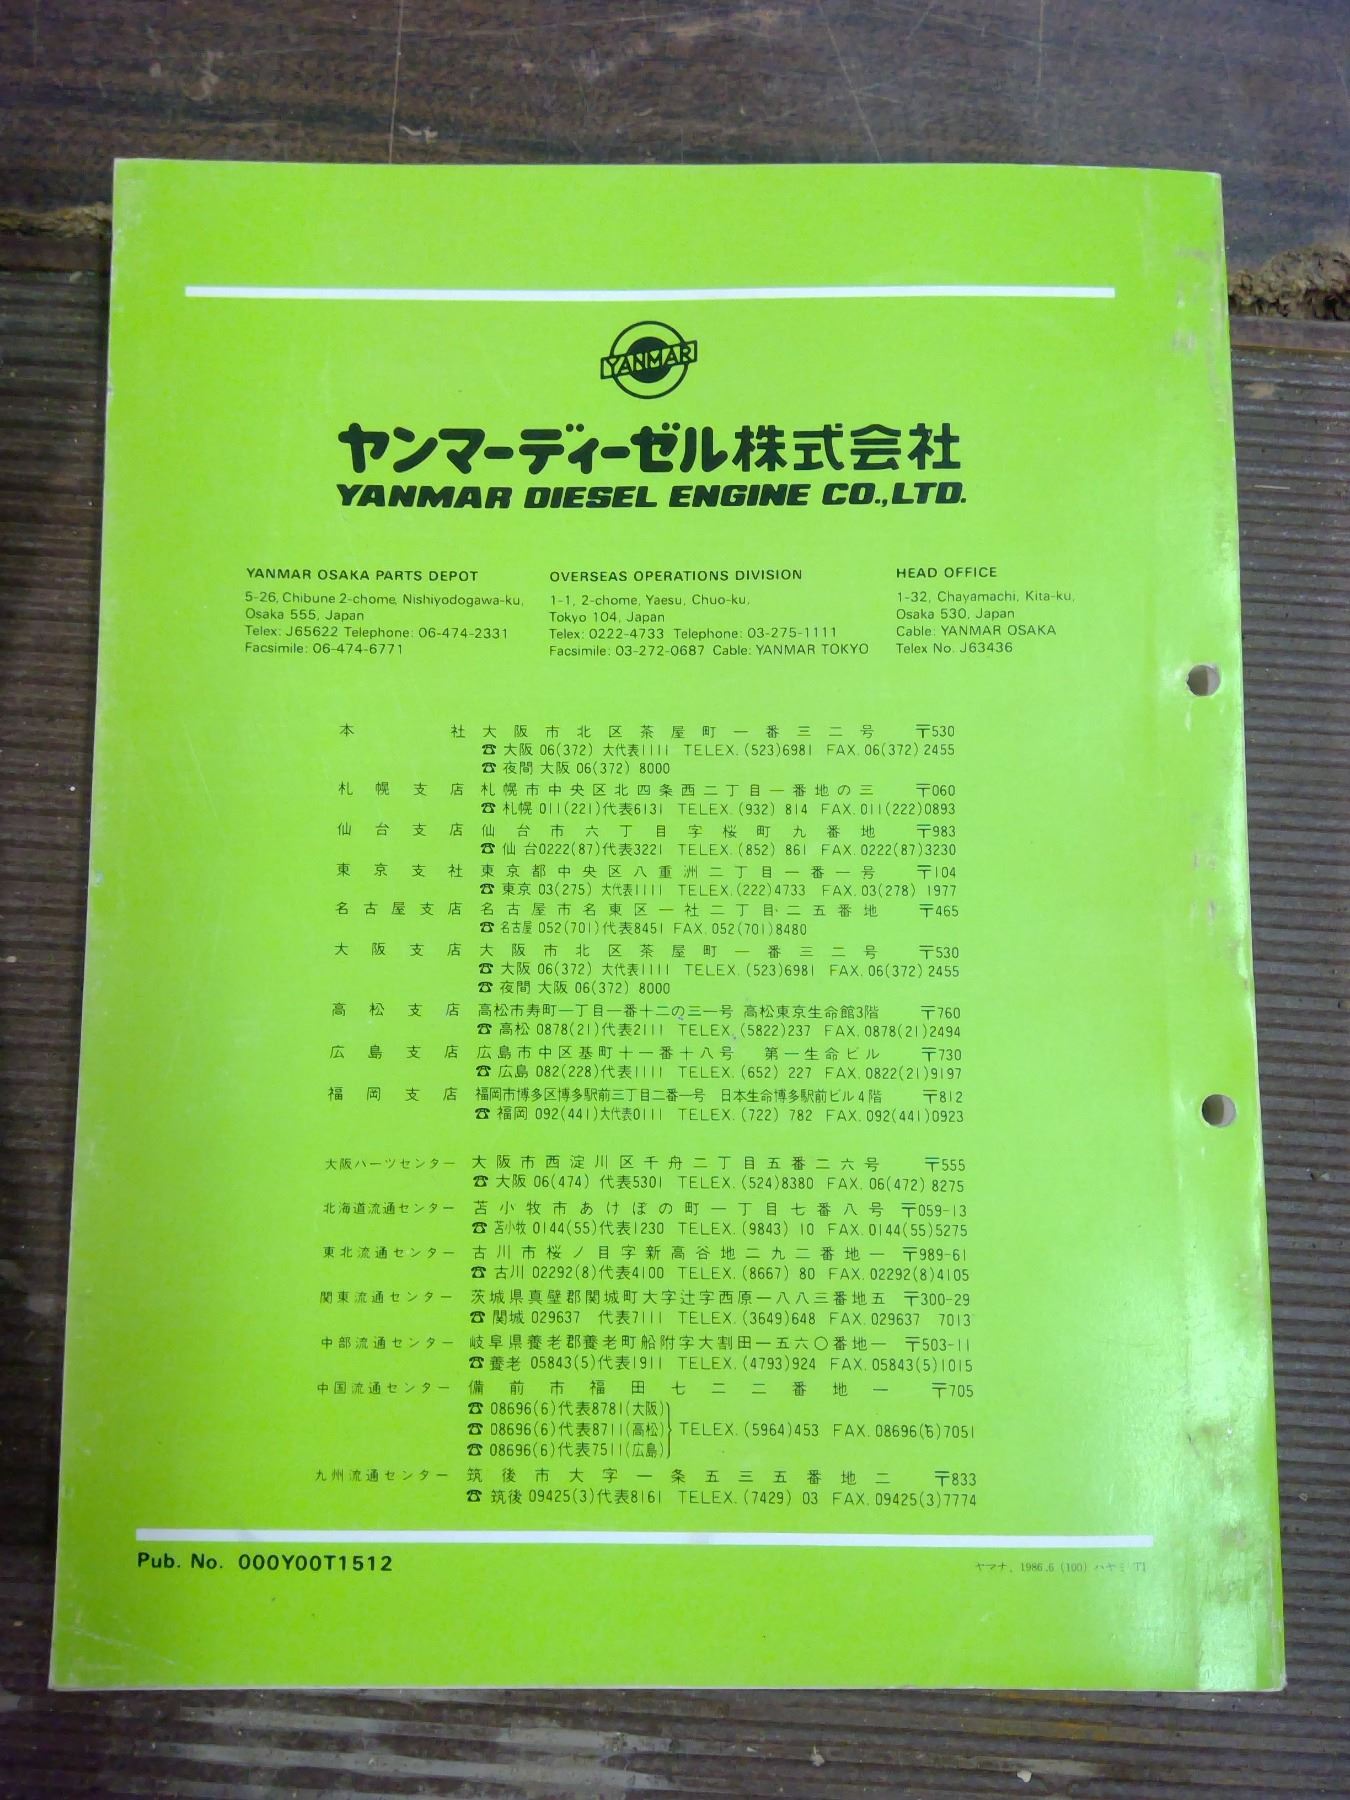 YANMAR
ヤンマーディーゼル株式会社
YANMAR DIESEL ENGINE CO.,LTD.
YANMAR OSAKA PARTS DEPOT
5-26, Chibune 2-chome, Nishiyodogawa-ku,
Osaka 555, Japan
Telex: J65622 Telephone: 06-474-2331
Facsimile: 06-474-6771
OVERSEAS OPERATIONS DIVISION
1-1, 2-chome, Yaesu, Chuo-ku,
Tokyo 104, Japan
Telex: 0222-4733 Telephone: 03-275-1111
Facsimile: 03-272-0687 Cable: YANMAR TOKYO
HEAD OFFICE
1-32, Chayamachi, Kita-ku,
Osaka 530, Japan
Cable: YANMAR OSAKA
Telex No. J63436
本社 大阪市北区茶屋町一番三二号 〒530
☎ 大阪 06(372) 大代表1111 TELEX. (523)6981 FAX. 06(372) 2455
☎ 夜間 大阪 06(372) 8000
札幌支店 札幌市中央区北四条西二丁目一番地の三 〒060
☎ 札幌 011(221)代表6131 TELEX. (932) 814 FAX. 011(222)0893
仙台支店 仙台市六丁目字桜町九番地 〒983
☎ 仙台0222(87)代表3221 TELEX. (852) 861 FAX. 0222(87)3230
東京支社 東京都中央区八重洲二丁目一番一号 〒104
☎ 東京 03(275) 大代表1111 TELEX. (222)4733 FAX. 03(278) 1977
名古屋支店 名古屋市名東区一社二丁目二五番地 〒465
☎ 名古屋 052(701)代表8451 FAX. 052(701)8480
大阪支店 大阪市北区茶屋町一番三二号 〒530
☎ 大阪 06(372) 大代表1111 TELEX. (523)6981 FAX. 06(372) 2455
☎ 夜間 大阪 06(372) 8000
高松支店 高松市寿町一丁目一番十二の三一号 高松東京生命館3階 〒760
☎ 高松 0878(21)代表2111 TELEX. (5822)237 FAX. 0878(21)2494
広島支店 広島市中区基町十一番十八号 第一生命ビル 〒730
☎ 広島 082(228)代表1111 TELEX. (652) 227 FAX. 0822(21)9197
福岡支店 福岡市博多区博多駅前三丁目二番一号 日本生命博多駅前ビル4階 〒812
☎ 福岡 092(441)大代表0111 TELEX. (722) 782 FAX. 092(441)0923
大阪パーツセンター 大阪市西淀川区千舟二丁目五番二六号 〒555
☎ 大阪 06(474) 代表5301 TELEX. (524)8380 FAX. 06(472) 8275
北海道流通センター 苫小牧市あけぼの町一丁目七番八号 〒059-13
☎ 苫小牧 0144(55)代表1230 TELEX. (9843) 10 FAX. 0144(55)5275
東北流通センター 古川市桜ノ目字新高谷地二九二番地一 〒989-61
☎ 古川 02292(8)代表4100 TELEX. (8667) 80 FAX. 02292(8)4105
関東流通センター 茨城県真壁郡関城町大字辻字西原一八八三番地五 〒300-29
☎ 関城 029637 代表7111 TELEX. (3649)648 FAX. 029637 7013
中部流通センター 岐阜県養老郡養老町船附字大割田一五六〇番地一 〒503-11
☎ 養老 05843(5)代表1911 TELEX. (4793)924 FAX. 05843(5)1015
中国流通センター 備前市福田七二二番地一 〒705
☎ 08696(6)代表8781(大阪)
☎ 08696(6)代表8711(高松) TELEX. (5964)453 FAX. 08696(6)7051
☎ 08696(6)代表7511(広島)
九州流通センター 筑後市大字一条五三五番地二 〒833
☎ 筑後 09425(3)代表8161 TELEX. (7429) 03 FAX. 09425(3)7774
Pub. No. 000Y00T1512
ヤマナ, 1986.6 (100) ハヤミ T1